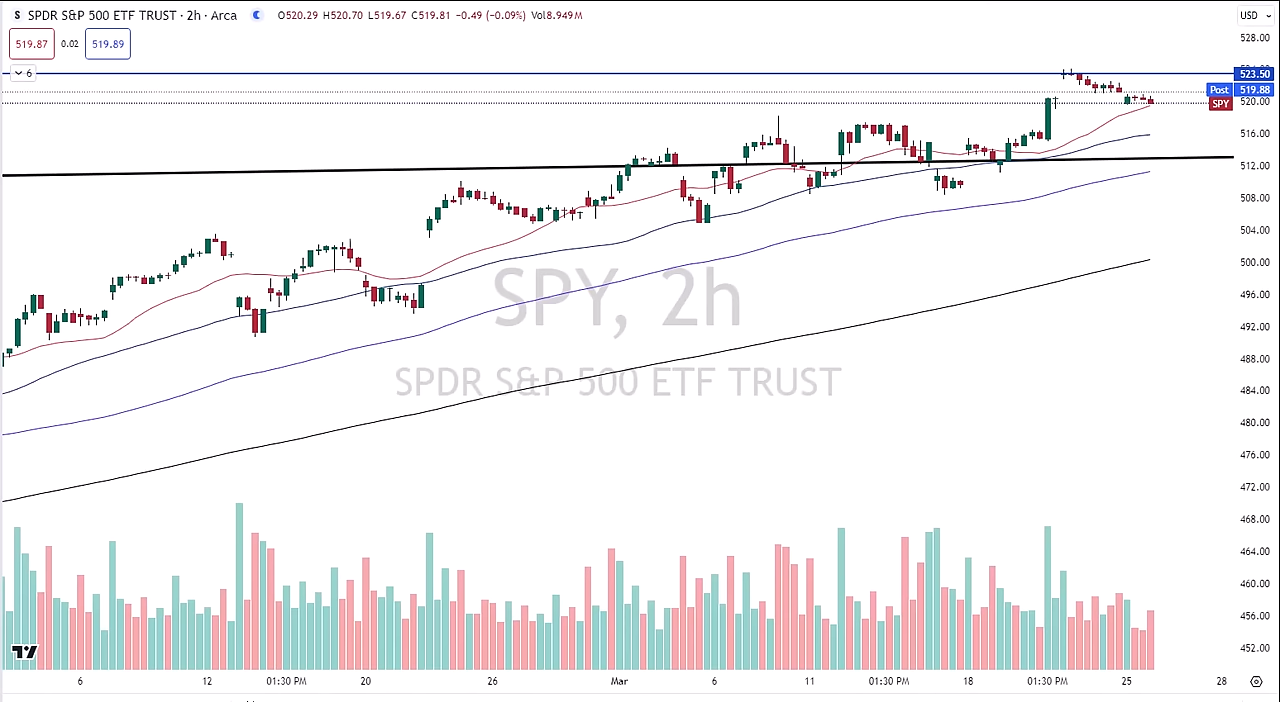 S SPDR S&P 500 ETF TRUST · 2h · Arca O520.29 H520.70 L519.67 C519.81 −0.49 (−0.09%) Vol8.949M
USD
519.87 0.02 519.89
528.00
6
523.50
Post 519.88
SPY
520.00
516.00
512.00
508.00
504.00
500.00
496.00
492.00
488.00
484.00
480.00
476.00
472.00
468.00
464.00
460.00
456.00
452.00
SPY, 2h
SPDR S&P 500 ETF TRUST
6 12 01:30 PM 20 26 Mar 6 11 01:30 PM 18 01:30 PM 25 28